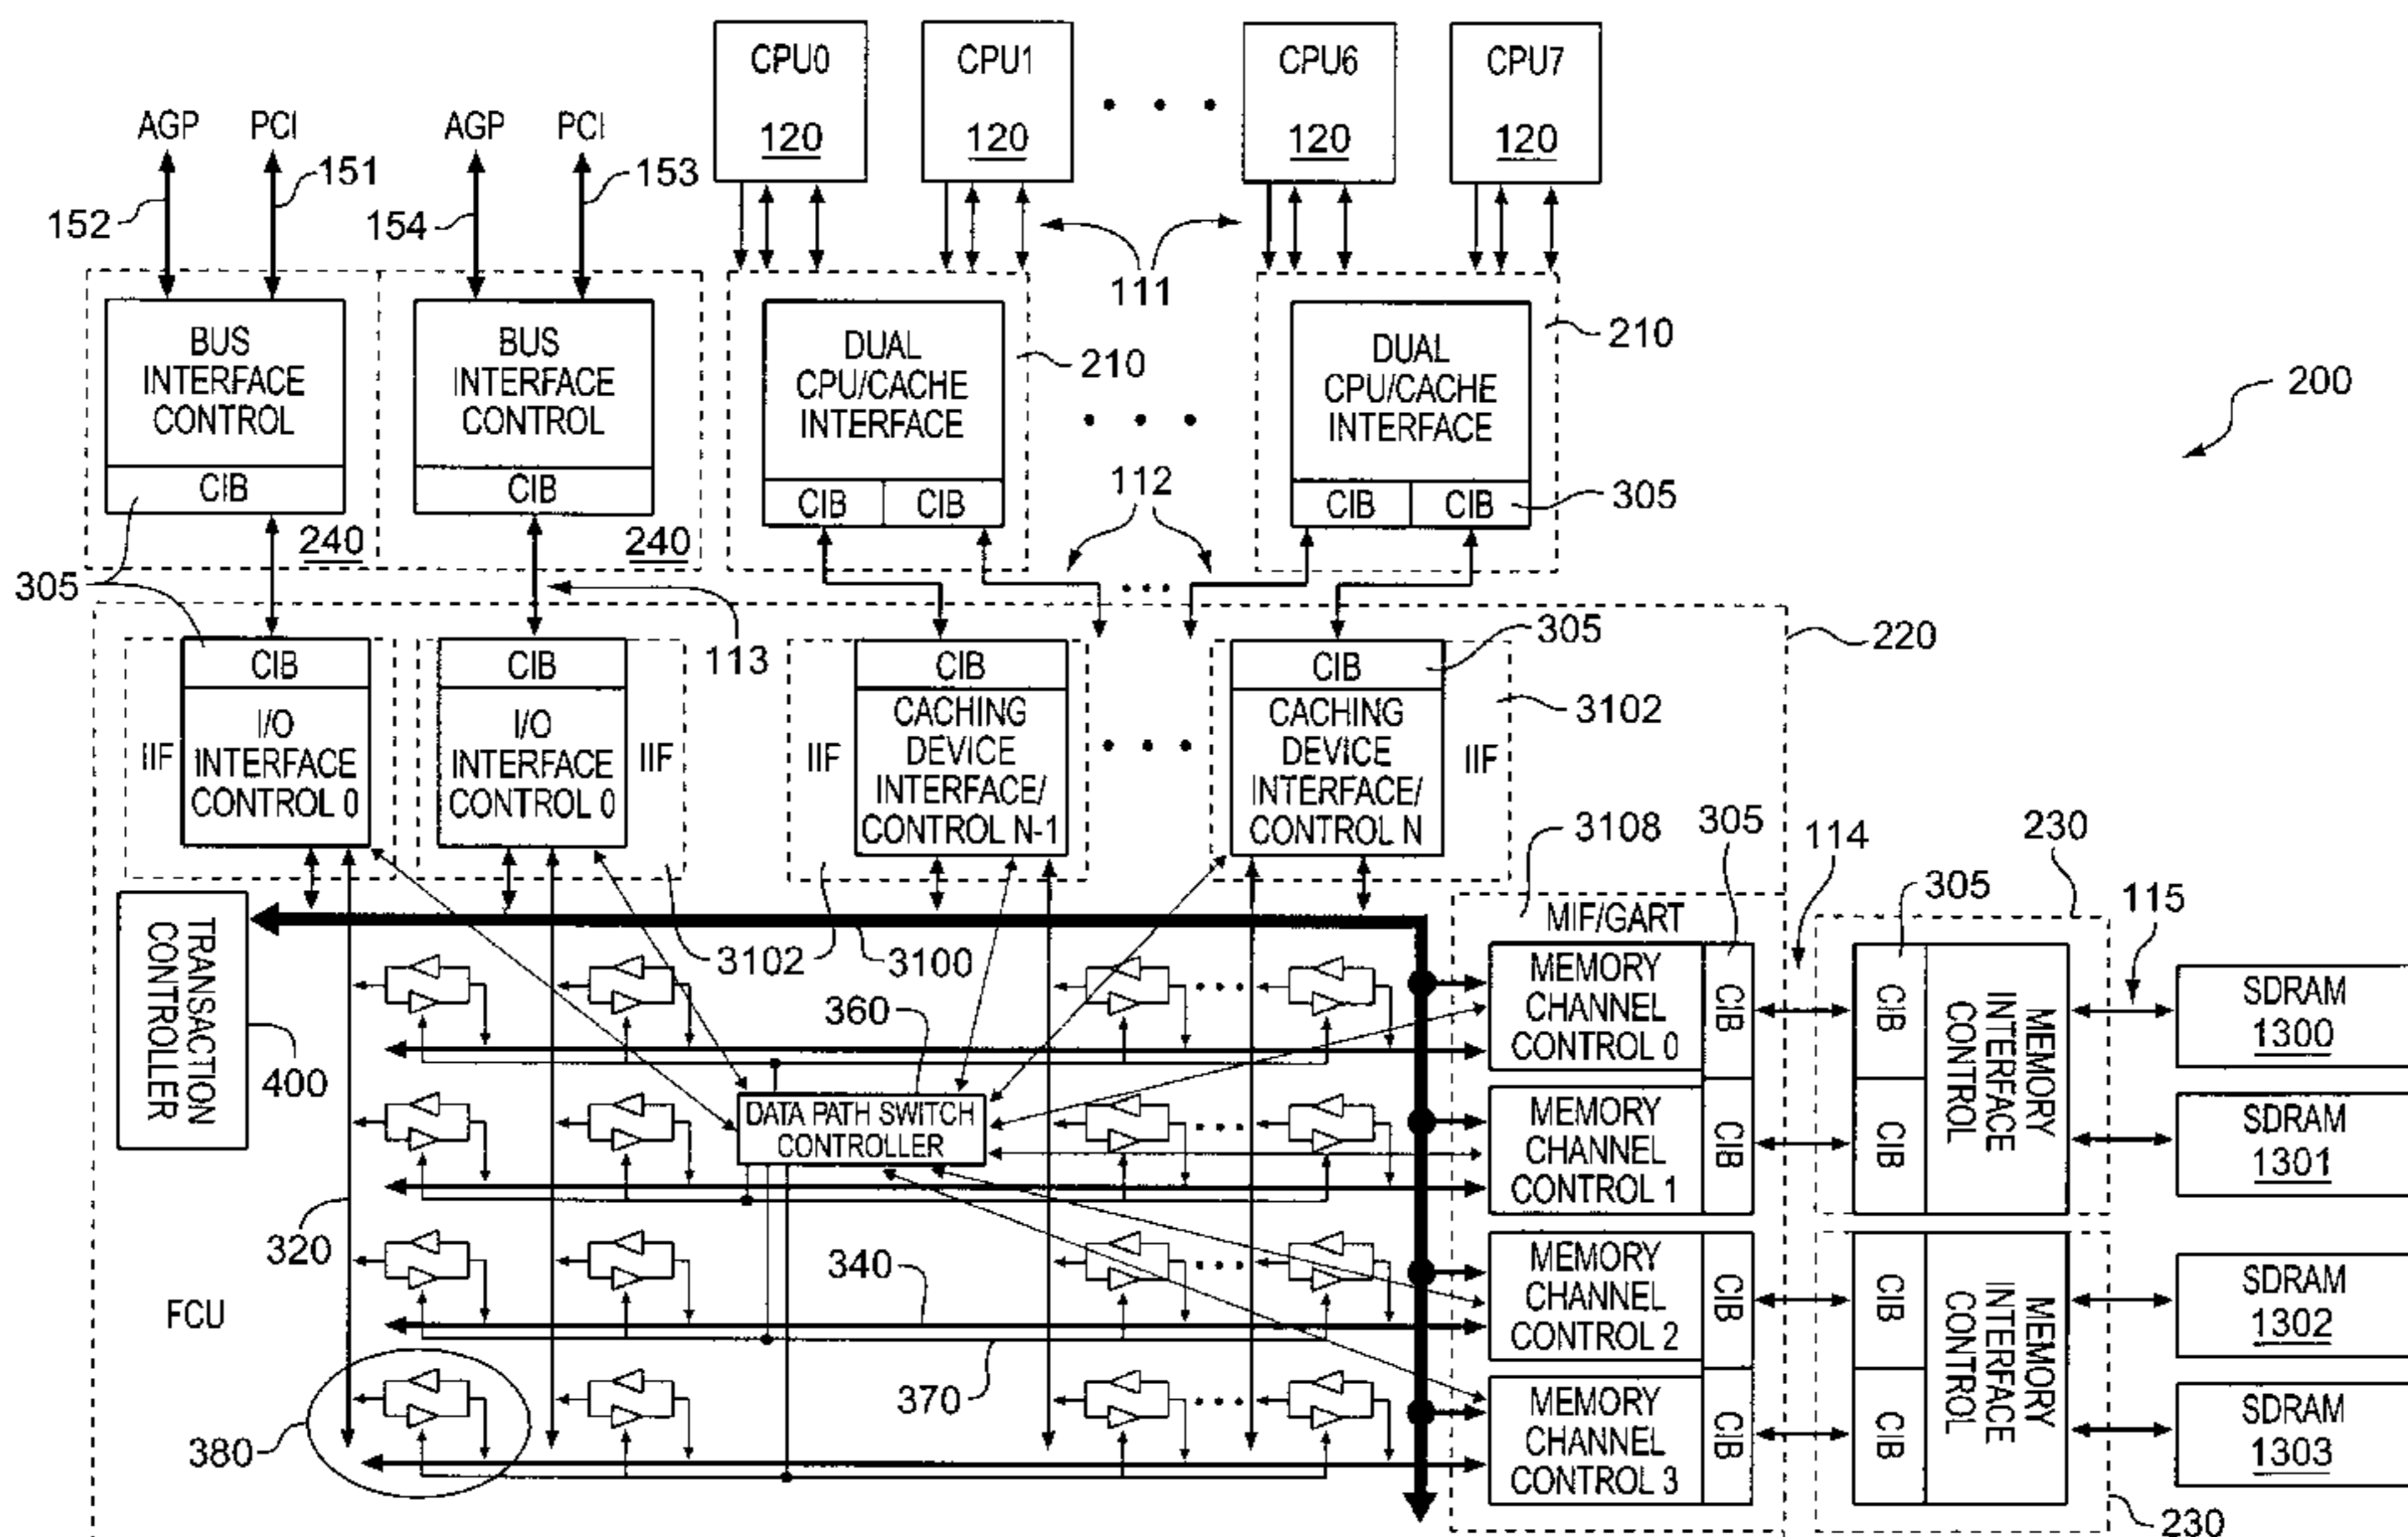 CPU0
120
CPU1
120
CPU6
120
CPU7
120
AGP
PCI
AGP
PCI
152
151
154
153
111
BUS
INTERFACE
CONTROL
CIB
240
BUS
INTERFACE
CONTROL
CIB
240
DUAL
CPU/CACHE
INTERFACE
CIB
CIB
210
DUAL
CPU/CACHE
INTERFACE
CIB
CIB
210
305
200
112
305
113
IIF
CIB
I/O
INTERFACE
CONTROL 0
CIB
I/O
INTERFACE
CONTROL 0
IIF
IIF
CIB
CACHING
DEVICE
INTERFACE/
CONTROL N-1
CIB
CACHING
DEVICE
INTERFACE/
CONTROL N
IIF
305
220
3102
3108
305
114
230
305
115
TRANSACTION
CONTROLLER
400
3102
3100
360
DATA PATH SWITCH
CONTROLLER
MIF/GART
MEMORY
CHANNEL
CONTROL 0
CIB
CIB
MEMORY
INTERFACE
CONTROL
SDRAM
1300
MEMORY
CHANNEL
CONTROL 1
CIB
CIB
SDRAM
1301
320
FCU
340
370
380
MEMORY
CHANNEL
CONTROL 2
CIB
CIB
MEMORY
INTERFACE
CONTROL
SDRAM
1302
MEMORY
CHANNEL
CONTROL 3
CIB
CIB
SDRAM
1303
230